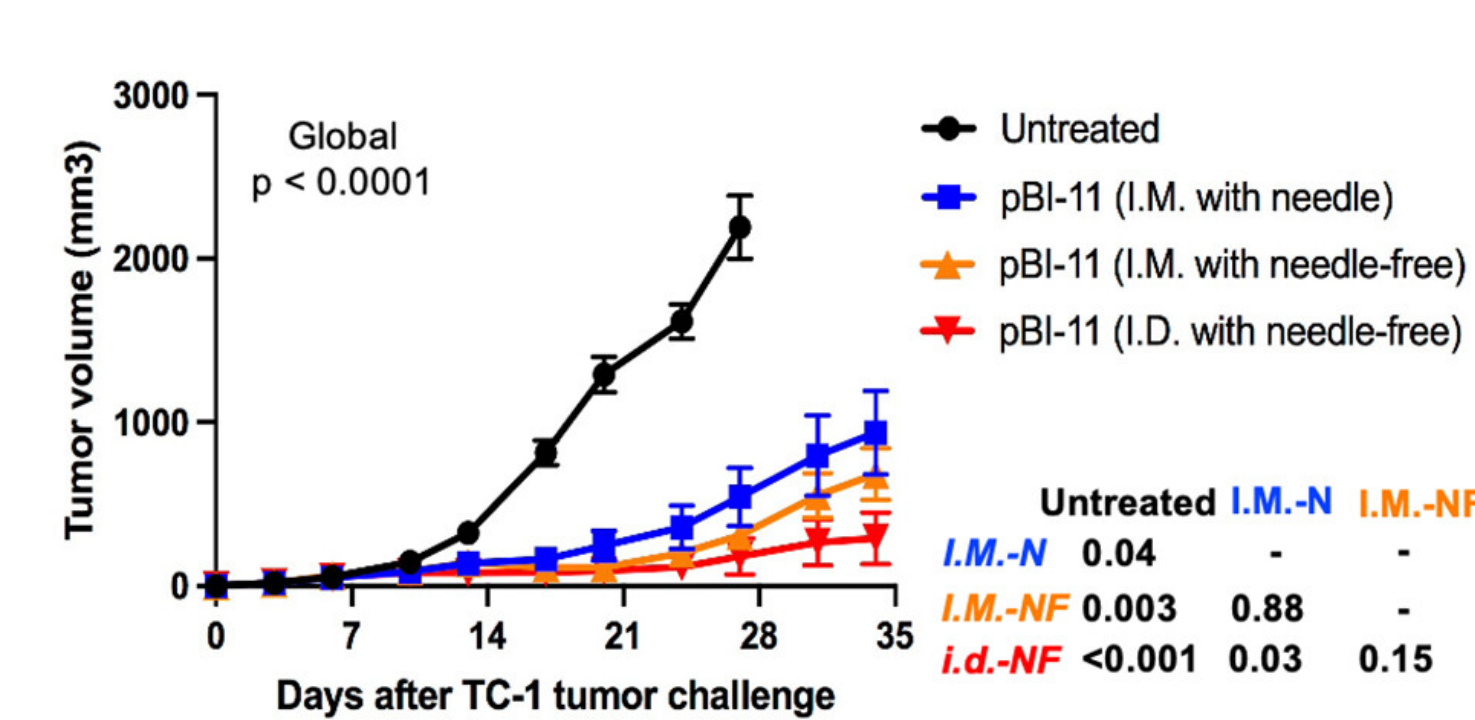 3000
2000
1000
0
Tumor volume (mm3)
Global
p < 0.0001
0 7 14 21 28 35
Days after TC-1 tumor challenge
Untreated
pBI-11 (I.M. with needle)
pBI-11 (I.M. with needle-free)
pBI-11 (I.D. with needle-free)
Untreated I.M.-N I.M.-NF
I.M.-N 0.04 - -
I.M.-NF 0.003 0.88 -
i.d.-NF <0.001 0.03 0.15